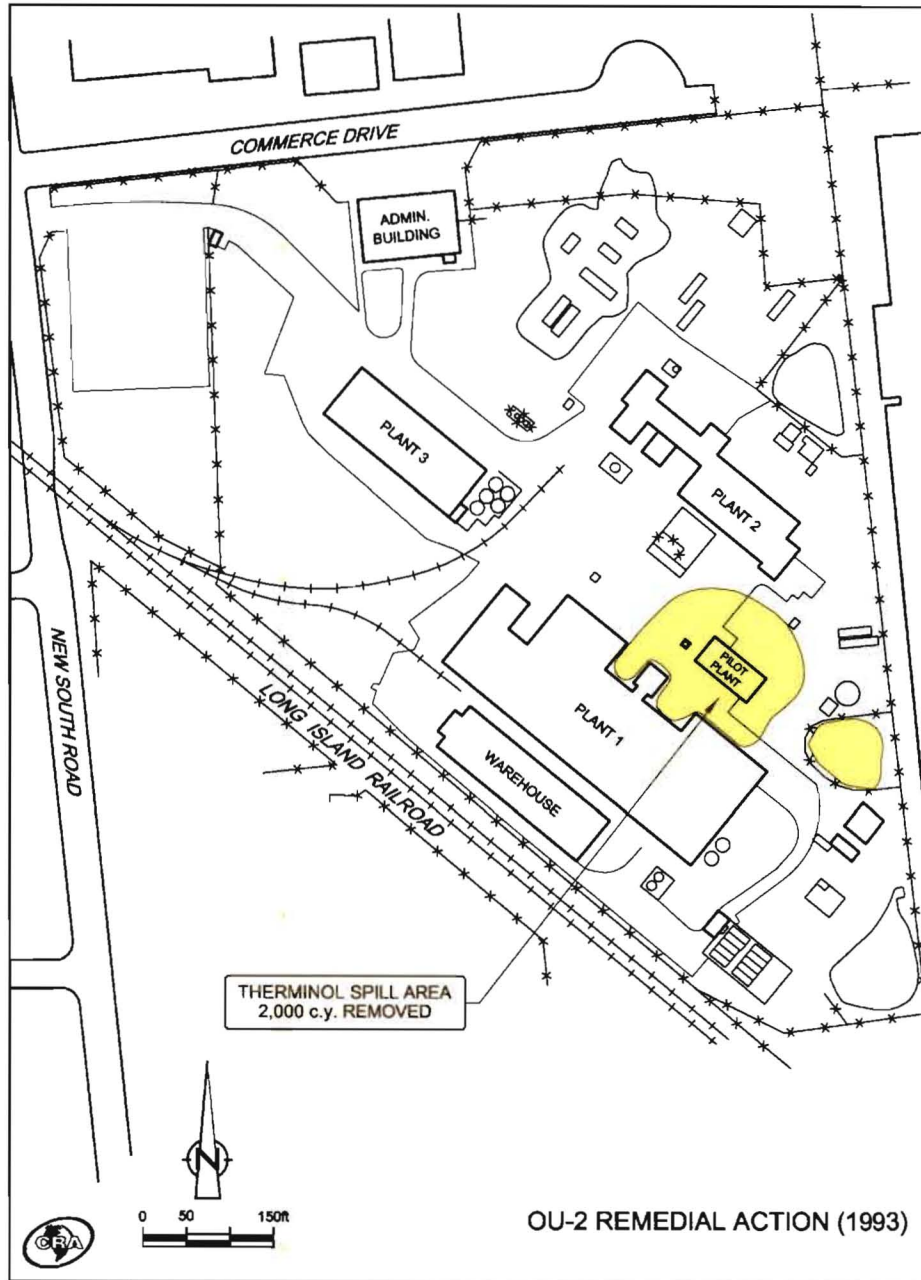 COMMERCE DRIVE
ADMIN.
BUILDING
PLANT 3
PLANT 2
PILOT
PLANT
PLANT 1
NEW SOUTH ROAD
LONG ISLAND RAILROAD
WAREHOUSE
THERMINOL SPILL AREA
2,000 c.y. REMOVED
N
0 50 150ft
CRA
OU-2 REMEDIAL ACTION (1993)